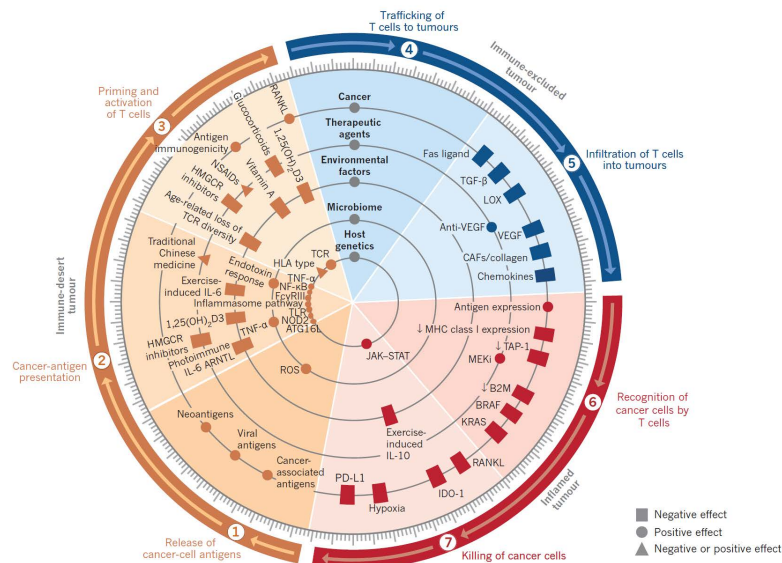 Trafficking of
T cells to tumours
4
Immune-excluded
tumour
Priming and
activation
of T cells
3
5
Infiltration of T cells
into tumours
Cancer
Therapeutic
agents
Environmental
factors
Microbiome
Host
genetics
RANKL
Glucocorticoids
1,25(OH)2D3
Antigen
immunogenicity
NSAIDs
Vitamin A
HMGCR
inhibitors
Age-related loss of
TCR diversity
Fas ligand
TGF-β
LOX
Anti-VEGF
VEGF
CAFs/collagen
Chemokines
TCR
HLA type
Traditional
Chinese
medicine
Endotoxin
response
TNF-α
NF-κB
FcγRIII
Exercise-
induced IL-6
Inflammasome pathway
TLR
NOD2
ATG16L
1,25(OH)2D3
TNF-α
HMGCR
inhibitors
Photoimmune
IL-6 ARNTL
Immune-desert
tumour
2
Cancer-antigen
presentation
Antigen expression
↓MHC class I expression
↓TAP-1
MEKi
↓B2M
BRAF
KRAS
JAK–STAT
ROS
6
Recognition of
cancer cells by
T cells
Neoantigens
Viral
antigens
Cancer-
associated
antigens
Exercise-
induced
IL-10
PD-L1
Hypoxia
IDO-1
RANKL
Inflamed
tumour
1
Release of
cancer-cell antigens
7
Killing of cancer cells
Negative effect
Positive effect
Negative or positive effect